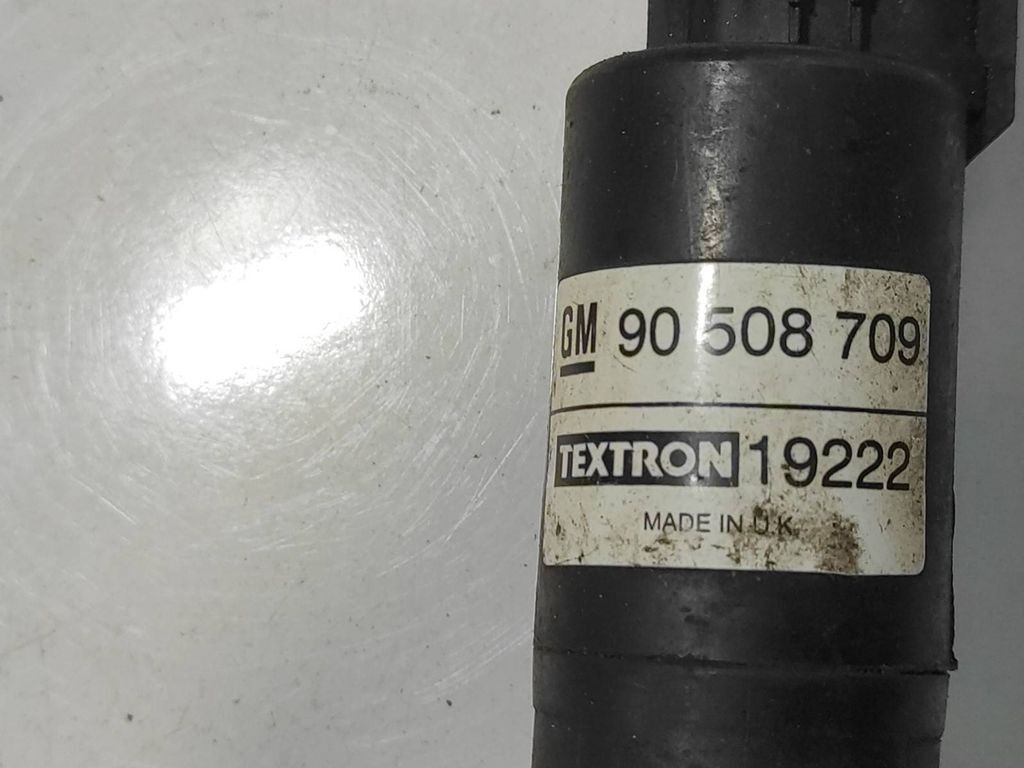 GM 90 508 709
TEXTRON 19222
MADE IN U.K.